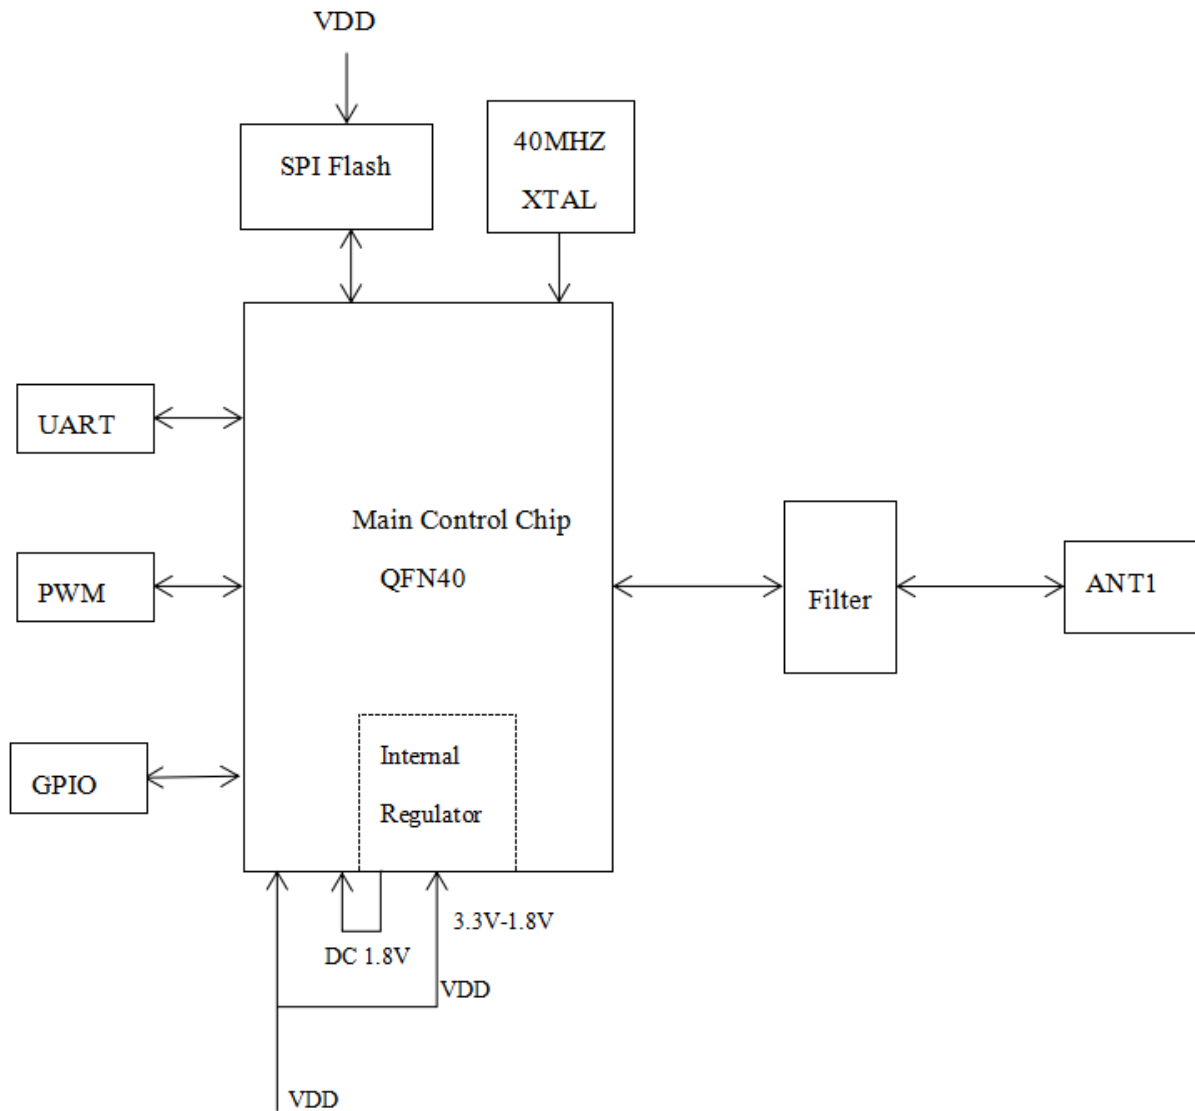 VDD
SPI Flash
40MHZ
XTAL
UART
Main Control Chip
QFN40
PWM
Filter
ANT1
GPIO
Internal
Regulator
3.3V-1.8V
DC 1.8V
VDD
VDD